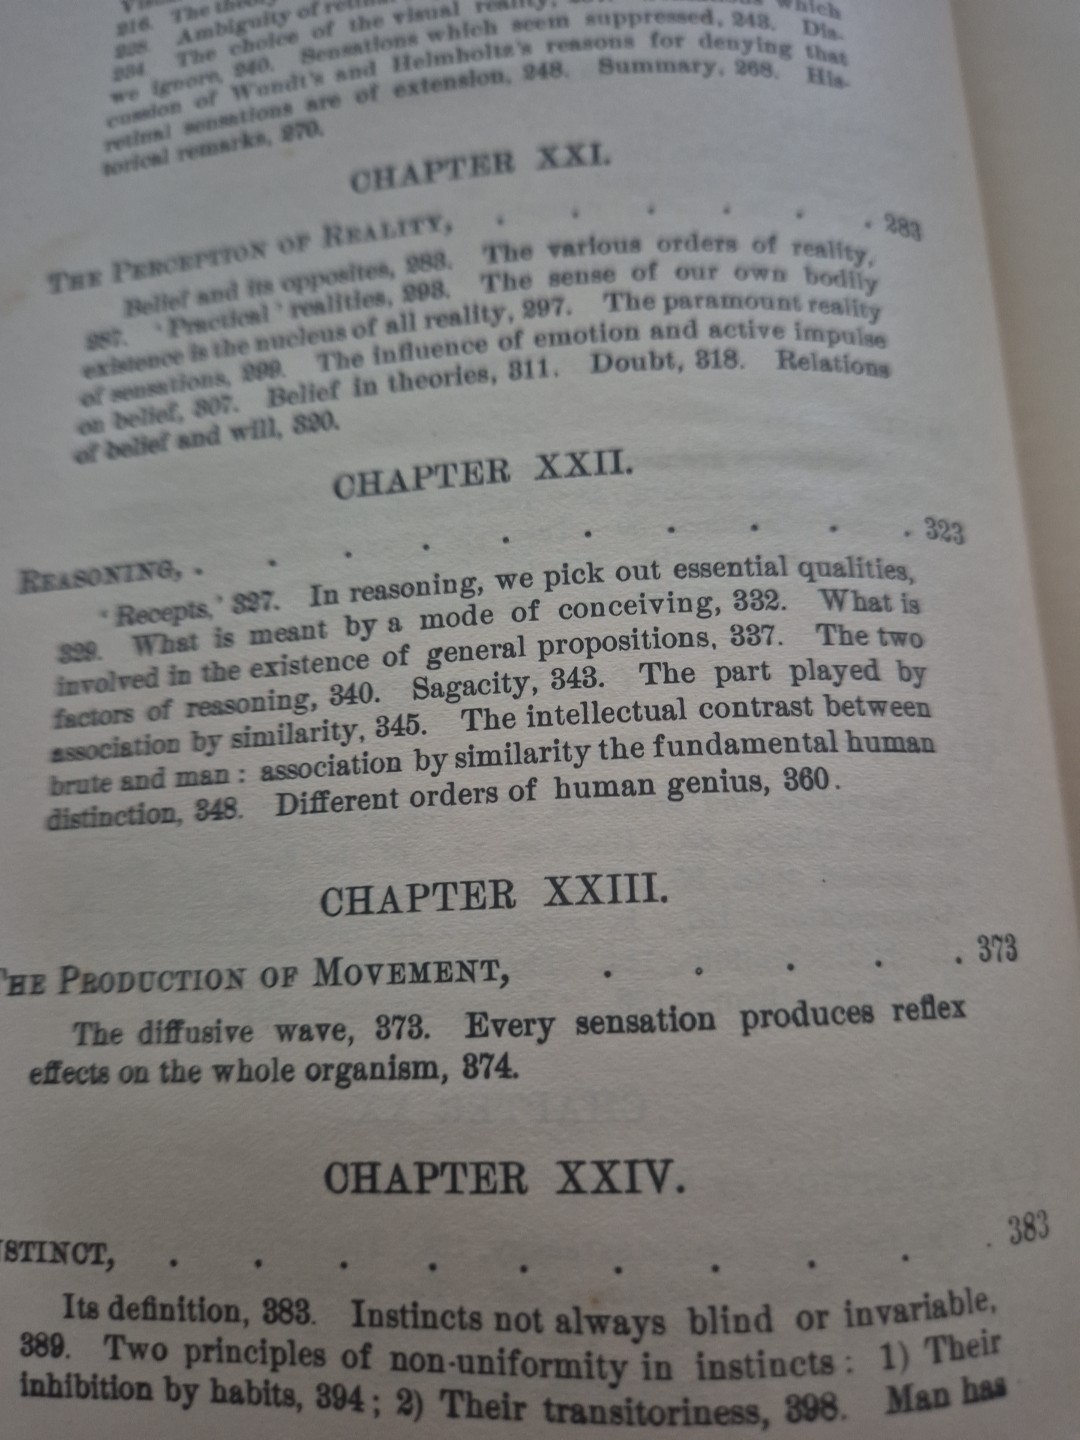 216. The theory
228. Ambiguity of retinal which
234. The choice of the visual reality,
we ignore, 240. Sensations which seem suppressed, 243. Dis-
cussion of Wundt's and Helmholtz's reasons for denying that
retinal sensations are of extension, 248. Summary, 268. His-
torical remarks, 270.
CHAPTER XXI.
THE PERCEPTION OF REALITY, . . . . . . 283
Belief and its opposites, 283. The various orders of reality,
287. 'Practical' realities, 293. The sense of our own bodily
existence is the nucleus of all reality, 297. The paramount reality
of sensations, 299. The influence of emotion and active impulse
on belief, 307. Belief in theories, 311. Doubt, 318. Relations
of belief and will, 320.
CHAPTER XXII.
REASONING, . . . . . . . . . . 323
'Recepts,' 327. In reasoning, we pick out essential qualities,
329. What is meant by a mode of conceiving, 332. What is
involved in the existence of general propositions, 337. The two
factors of reasoning, 340. Sagacity, 343. The part played by
association by similarity, 345. The intellectual contrast between
brute and man: association by similarity the fundamental human
distinction, 348. Different orders of human genius, 360.
CHAPTER XXIII.
THE PRODUCTION OF MOVEMENT, . . . . . 373
The diffusive wave, 373. Every sensation produces reflex
effects on the whole organism, 374.
CHAPTER XXIV.
NSTINCT, . . . . . . . . . . . 383
Its definition, 383. Instincts not always blind or invariable,
389. Two principles of non-uniformity in instincts: 1) Their
inhibition by habits, 394; 2) Their transitoriness, 398. Man has